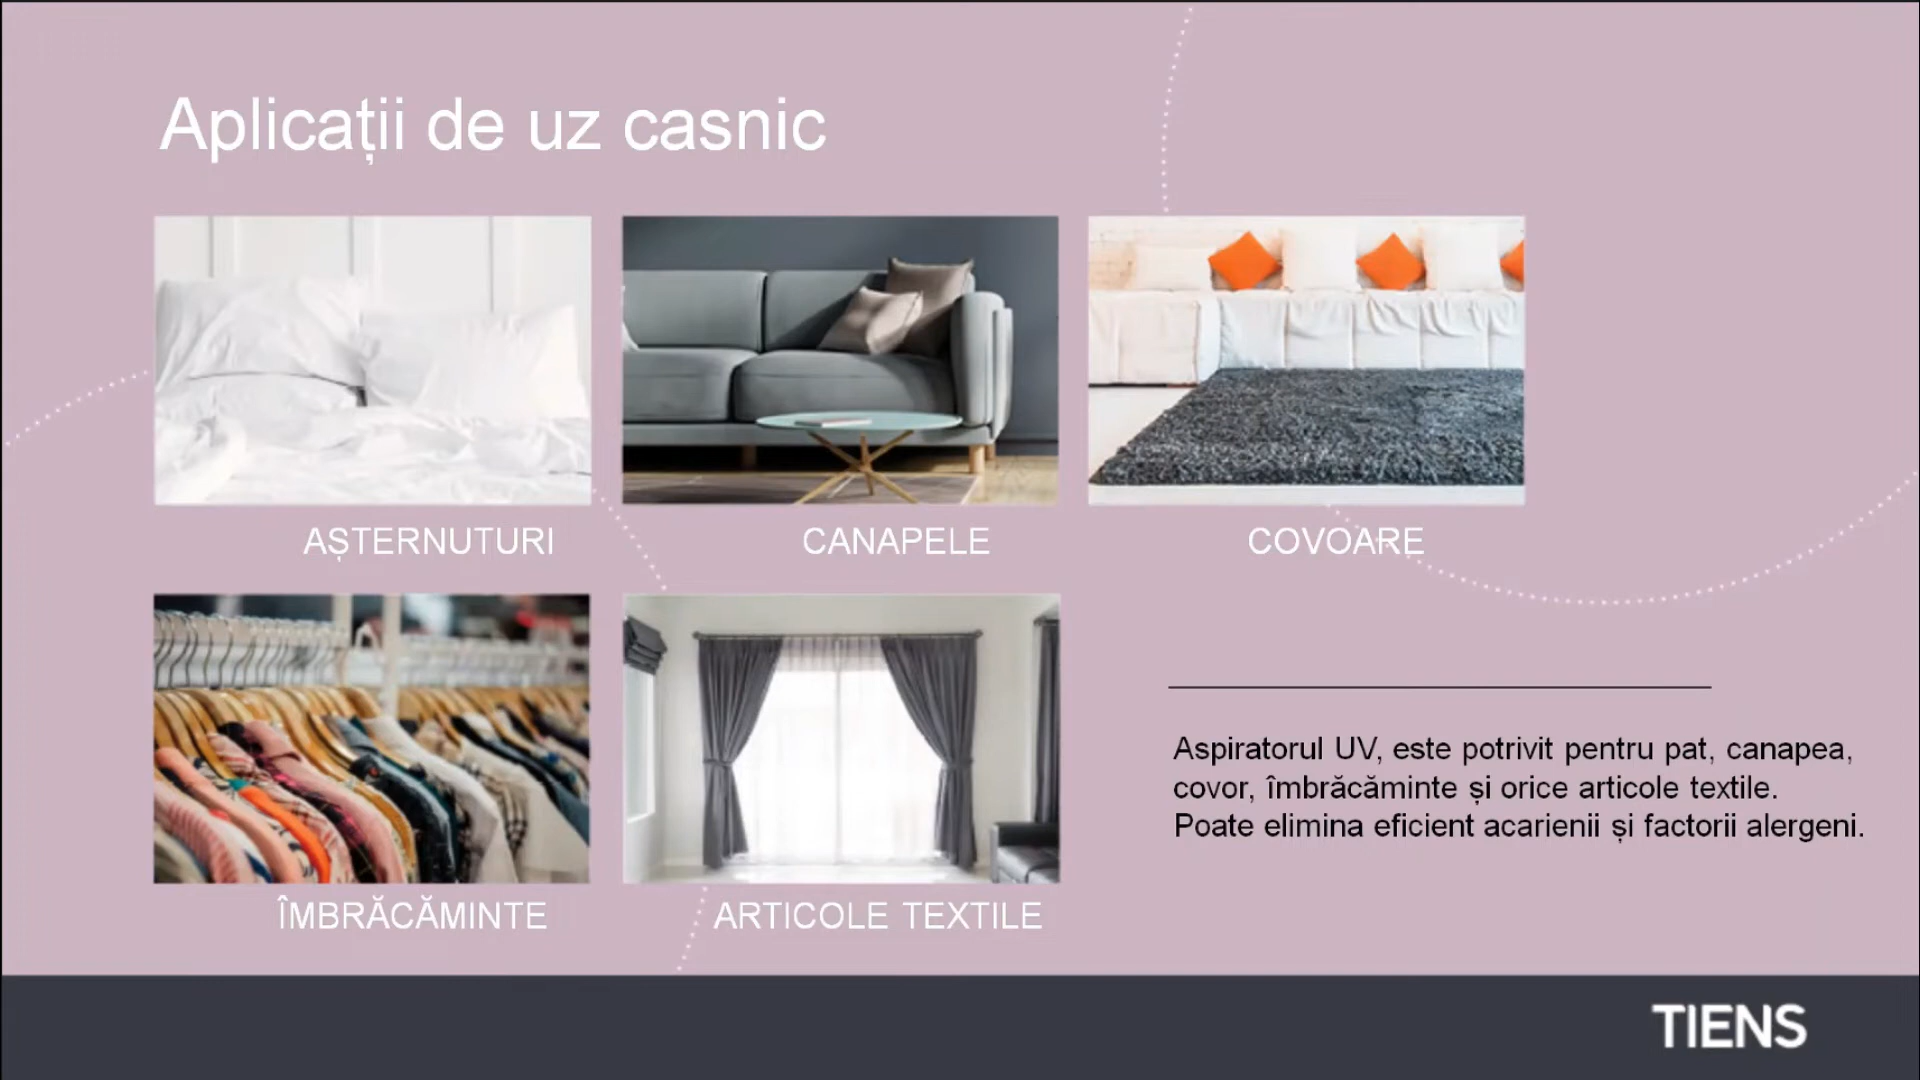 Aplicații de uz casnic
AȘTERNUTURI
CANAPELE
COVOARE
ÎMBRĂCĂMINTE
ARTICOLE TEXTILE
Aspiratorul UV, este potrivit pentru pat, canapea,
covor, îmbrăcăminte și orice articole textile.
Poate elimina eficient acarienii și factorii alergeni.
TIENS